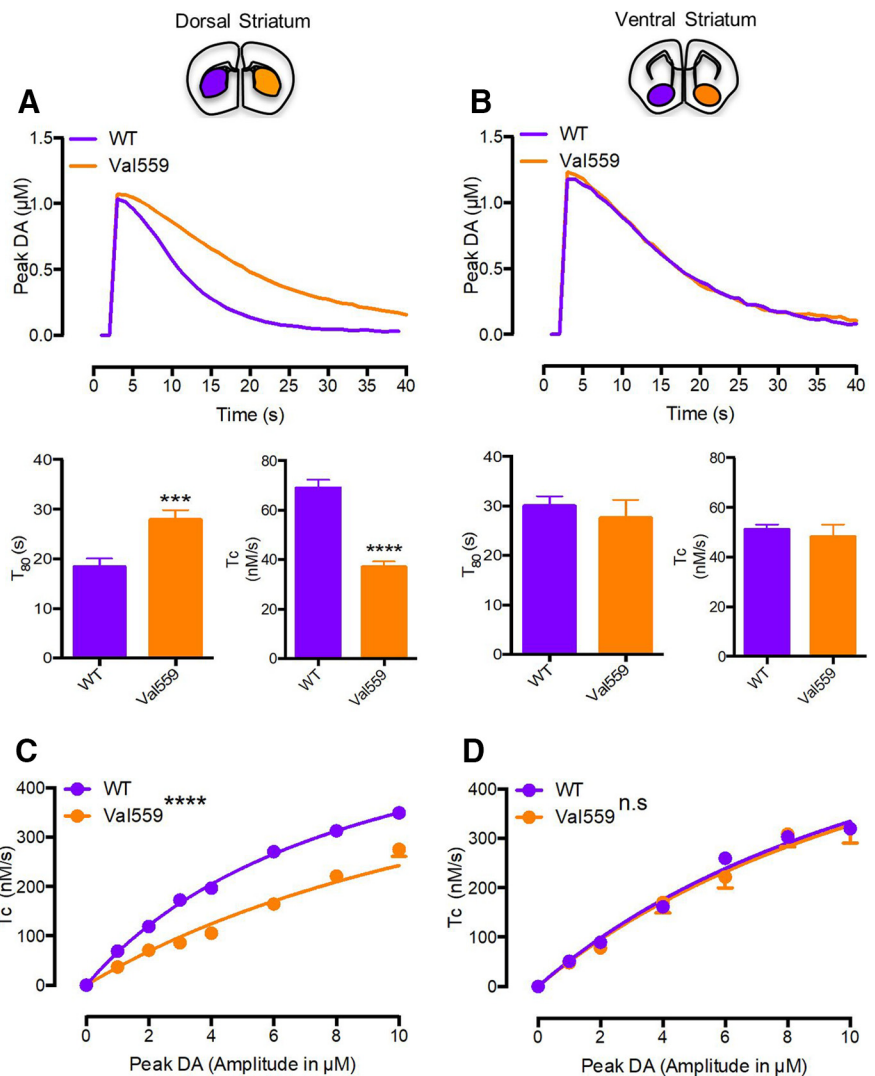 Dorsal Striatum
Ventral Striatum
A
WT
Val559
1.5
1.0
0.5
0.0
Peak DA (µM)
0 5 10 15 20 25 30 35 40
Time (s)
B
WT
Val559
1.5
1.0
0.5
0.0
Peak DA (µM)
0 5 10 15 20 25 30 35 40
Time (s)
40
30
20
10
0
T80 (s)
***
WT
Val559
80
60
40
20
0
Tc
(nM/s)
****
WT
Val559
40
30
20
10
0
T80 (s)
WT
Val559
80
60
40
20
0
Tc
(nM/s)
WT
Val559
C
WT
Val559
****
400
300
200
100
0
Tc (nM/s)
0 2 4 6 8 10
Peak DA (Amplitude in µM)
D
WT
Val559
n.s
400
300
200
100
0
Tc (nM/s)
0 2 4 6 8 10
Peak DA (Amplitude in µM)